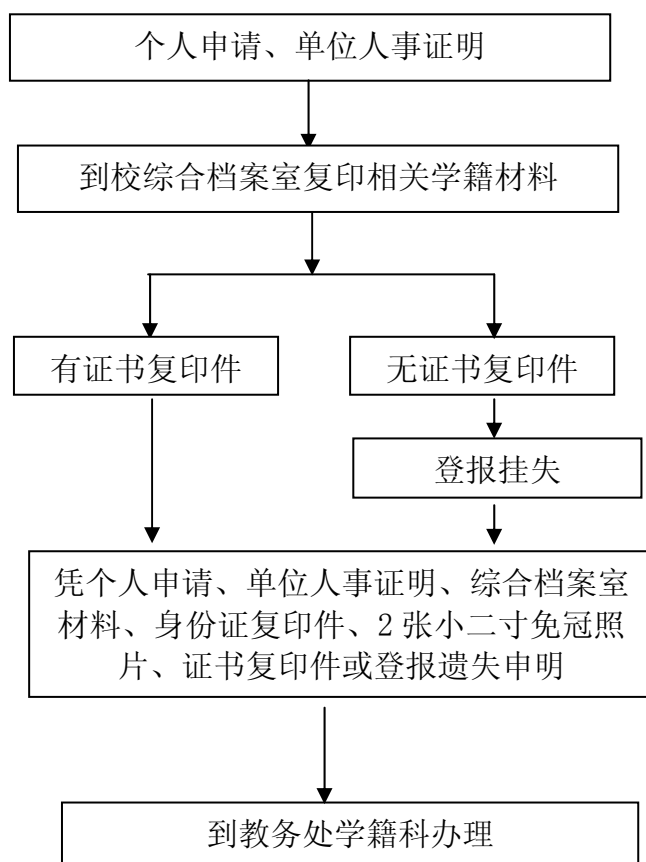 个人申请、单位人事证明
到校综合档案室复印相关学籍材料
有证书复印件
无证书复印件
登报挂失
凭个人申请、单位人事证明、综合档案室
材料、身份证复印件、2 张小二寸免冠照
片、证书复印件或登报遗失申明
到教务处学籍科办理